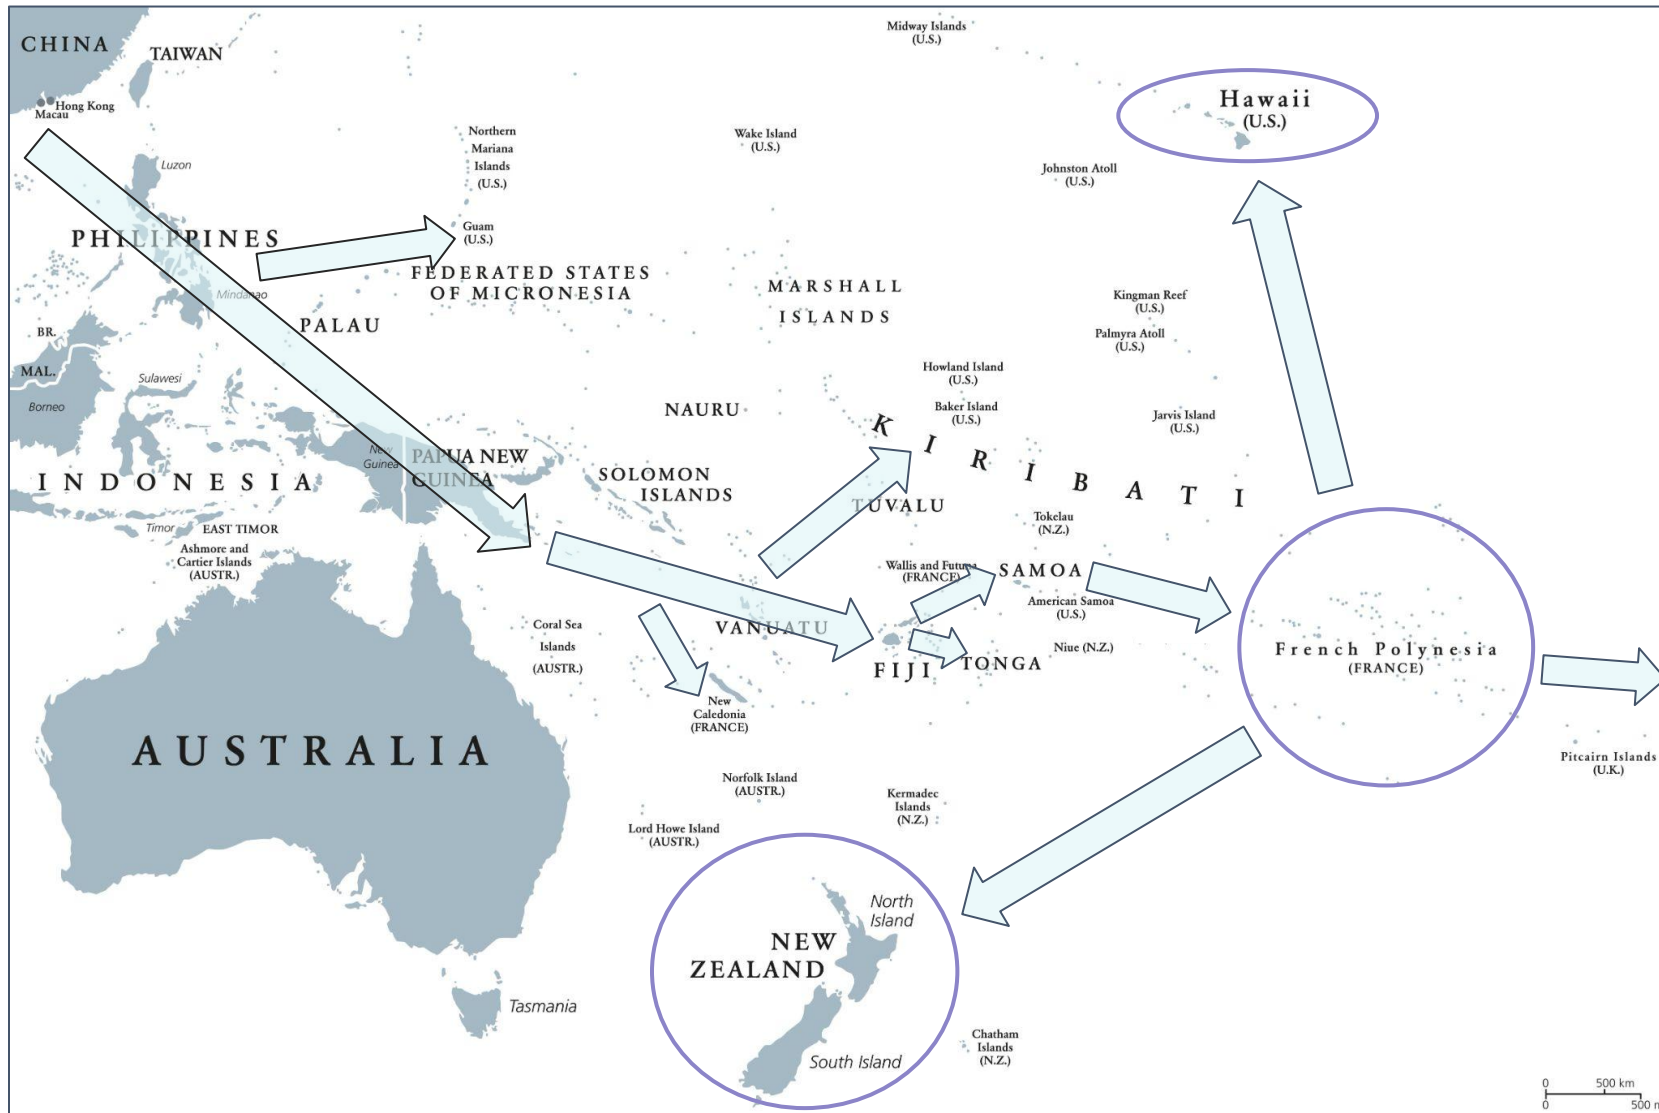 Midway Islands
(U.S.)
CHINA
TAIWAN
Hong Kong
Macau
Hawaii
(U.S.)
Northern
Mariana
Islands
(U.S.)
Wake Island
(U.S.)
Luzon
Johnston Atoll
(U.S.)
PHILIPPINES
Guam
(U.S.)
FEDERATED STATES
OF MICRONESIA
Mindanao
MARSHALL
ISLANDS
Kingman Reef
(U.S.)
PALAU
BR.
Palmyra Atoll
(U.S.)
MAL.
Sulawesi
Howland Island
(U.S.)
Borneo
NAURU
Baker Island
(U.S.)
Jarvis Island
(U.S.)
KIRIBATI
New
Guinea
PAPUA NEW
GUINEA
INDONESIA
SOLOMON
ISLANDS
TUVALU
Timor
EAST TIMOR
Tokelau
(N.Z.)
Ashmore and
Cartier Islands
(AUSTR.)
Wallis and Futuna
(FRANCE)
SAMOA
American Samoa
(U.S.)
Coral Sea
Islands
(AUSTR.)
VANUATU
FIJI
TONGA
Niue (N.Z.)
French Polynesia
(FRANCE)
New
Caledonia
(FRANCE)
AUSTRALIA
Pitcairn Islands
(U.K.)
Norfolk Island
(AUSTR.)
Kermadec
Islands
(N.Z.)
Lord Howe Island
(AUSTR.)
North
Island
NEW
ZEALAND
Tasmania
South Island
Chatham
Islands
(N.Z.)
0 500 km
0 500 m